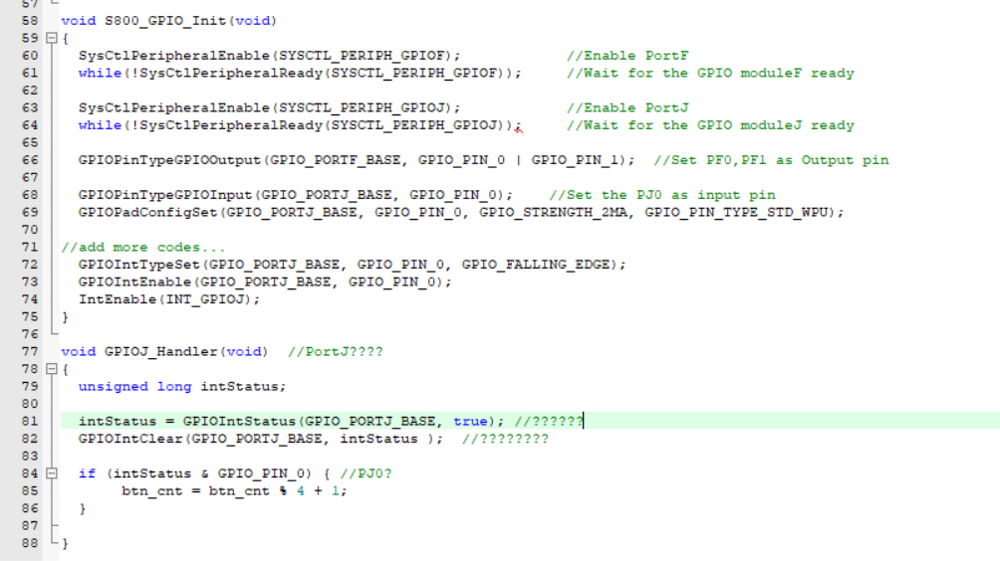 57
58 void S800_GPIO_Init(void)
59 {
60 SysCtlPeripheralEnable(SYSCTL_PERIPH_GPIOF); //Enable PortF
61 while(!SysCtlPeripheralReady(SYSCTL_PERIPH_GPIOF)); //Wait for the GPIO moduleF ready
62
63 SysCtlPeripheralEnable(SYSCTL_PERIPH_GPIOJ); //Enable PortJ
64 while(!SysCtlPeripheralReady(SYSCTL_PERIPH_GPIOJ)); //Wait for the GPIO moduleJ ready
65
66 GPIOPinTypeGPIOOutput(GPIO_PORTF_BASE, GPIO_PIN_0 | GPIO_PIN_1); //Set PF0,PF1 as Output pin
67
68 GPIOPinTypeGPIOInput(GPIO_PORTJ_BASE, GPIO_PIN_0); //Set the PJ0 as input pin
69 GPIOPadConfigSet(GPIO_PORTJ_BASE, GPIO_PIN_0, GPIO_STRENGTH_2MA, GPIO_PIN_TYPE_STD_WPU);
70
71 //add more codes...
72 GPIOIntTypeSet(GPIO_PORTJ_BASE, GPIO_PIN_0, GPIO_FALLING_EDGE);
73 GPIOIntEnable(GPIO_PORTJ_BASE, GPIO_PIN_0);
74 IntEnable(INT_GPIOJ);
75 }
76
77 void GPIOJ_Handler(void) //PortJ????
78 {
79 unsigned long intStatus;
80
81 intStatus = GPIOIntStatus(GPIO_PORTJ_BASE, true); //??????
82 GPIOIntClear(GPIO_PORTJ_BASE, intStatus ); //????????
83
84 if (intStatus & GPIO_PIN_0) { //PJ0?
85 btn_cnt = btn_cnt % 4 + 1;
86 }
87
88 }